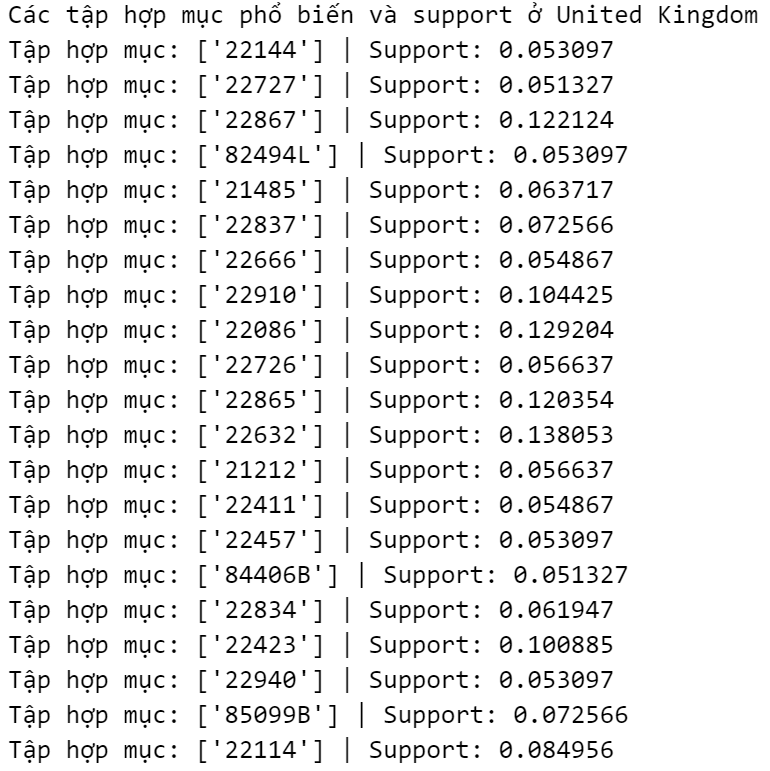 Các tập hợp mục phổ biến và support ở United Kingdom
Tập hợp mục: ['22144'] | Support: 0.053097
Tập hợp mục: ['22727'] | Support: 0.051327
Tập hợp mục: ['22867'] | Support: 0.122124
Tập hợp mục: ['82494L'] | Support: 0.053097
Tập hợp mục: ['21485'] | Support: 0.063717
Tập hợp mục: ['22837'] | Support: 0.072566
Tập hợp mục: ['22666'] | Support: 0.054867
Tập hợp mục: ['22910'] | Support: 0.104425
Tập hợp mục: ['22086'] | Support: 0.129204
Tập hợp mục: ['22726'] | Support: 0.056637
Tập hợp mục: ['22865'] | Support: 0.120354
Tập hợp mục: ['22632'] | Support: 0.138053
Tập hợp mục: ['21212'] | Support: 0.056637
Tập hợp mục: ['22411'] | Support: 0.054867
Tập hợp mục: ['22457'] | Support: 0.053097
Tập hợp mục: ['84406B'] | Support: 0.051327
Tập hợp mục: ['22834'] | Support: 0.061947
Tập hợp mục: ['22423'] | Support: 0.100885
Tập hợp mục: ['22940'] | Support: 0.053097
Tập hợp mục: ['85099B'] | Support: 0.072566
Tập hợp mục: ['22114'] | Support: 0.084956